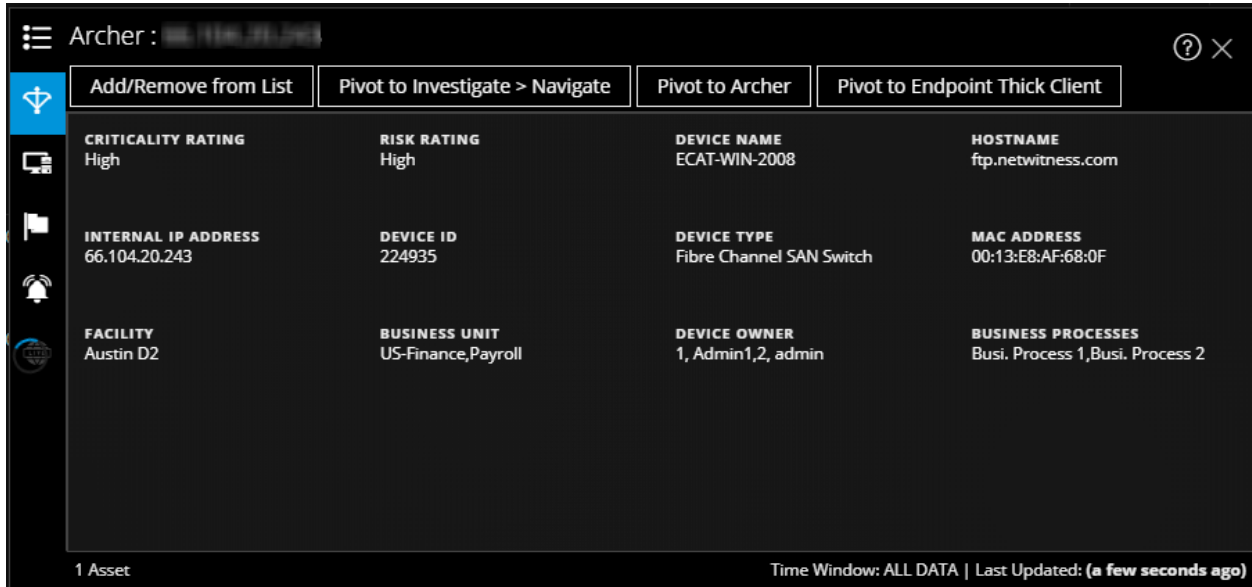 Archer :
Add/Remove from List Pivot to Investigate > Navigate Pivot to Archer Pivot to Endpoint Thick Client
CRITICALITY RATING RISK RATING DEVICE NAME HOSTNAME
High High ECAT-WIN-2008 ftp.netwitness.com
INTERNAL IP ADDRESS DEVICE ID DEVICE TYPE MAC ADDRESS
66.104.20.243 224935 Fibre Channel SAN Switch 00:13:E8:AF:68:0F
FACILITY BUSINESS UNIT DEVICE OWNER BUSINESS PROCESSES
Austin D2 US-Finance,Payroll 1, Admin1,2, admin Busi. Process 1,Busi. Process 2
1 Asset Time Window: ALL DATA | Last Updated: (a few seconds ago)